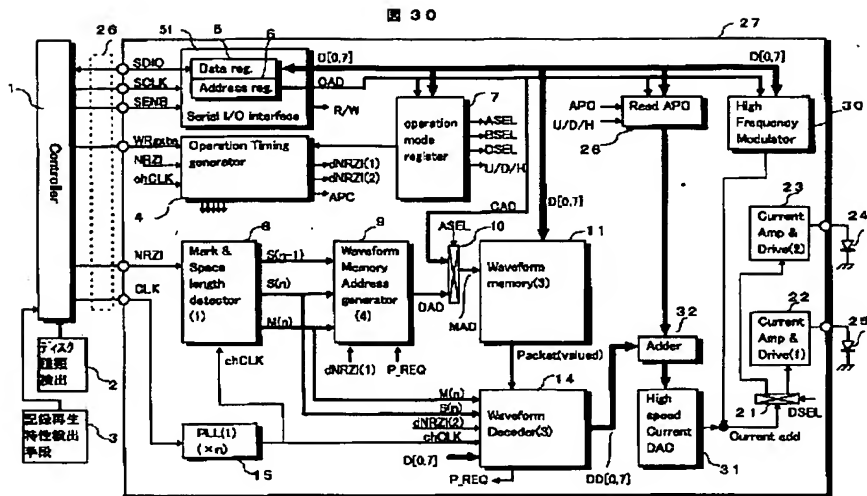 図 30
26
51
5
6
27
1
Controller
SDIO
SCLK
SENB
Data reg.
Address reg.
Serial I/O interface
D[0,7]
CAD
R/W
D[0,7]
7
operation
mode
register
ASEL
BSEL
DSEL
U/D/H
APC
U/D/H
Read APC
26
High
Frequency
Modulator
30
WRgate
NRZI
chCLK
Operation Timing
generator
4
dNRZI(1)
dNRZI(2)
APC
CAD
D[0,7]
23
Current
Amp &
Drive(2)
24
NRZI
CLK
8
Mark &
Space
length
detector
(1)
S(n-1)
S(n)
M(n)
9
Waveform
Memory
Address
generator
(4)
ASEL
10
OAD
MAD
11
Waveform
memory(3)
22
Current
Amp &
Drive(1)
25
32
Adder
dNRZI(1)
P_REQ
Packet(valued)
chCLK
14
Waveform
Decoder(3)
M(n)
S(n)
dNRZI(2)
chCLK
D[0,7]
P_REQ
DD[0,7]
High
speed
Current
DAC
31
21
DSEL
Current add
ディスク
種類
検出
2
記録再生
特性検出
手段
3
PLL(1)
(×n)
15